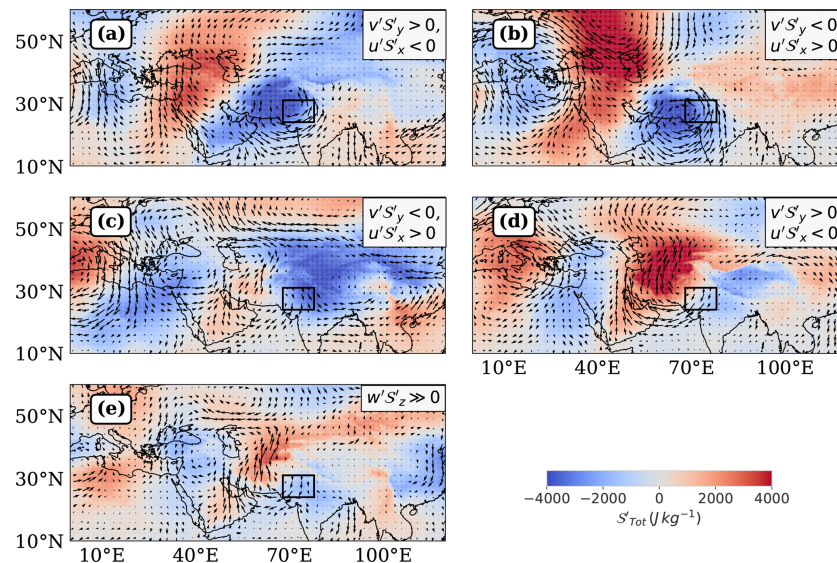 (a)
v′S′y > 0,
u′S′x < 0
(b)
v′S′y < 0
u′S′x > 0
50°N
30°N
10°N
(c)
v′S′y < 0,
u′S′x > 0
(d)
v′S′y > 0
u′S′x < 0
50°N
30°N
10°N
10°E 40°E 70°E 100°E
(e)
w′S′z ≫ 0
50°N
30°N
10°N
10°E 40°E 70°E 100°E
−4000 −2000 0 2000 4000
S′Tot (J kg⁻¹)